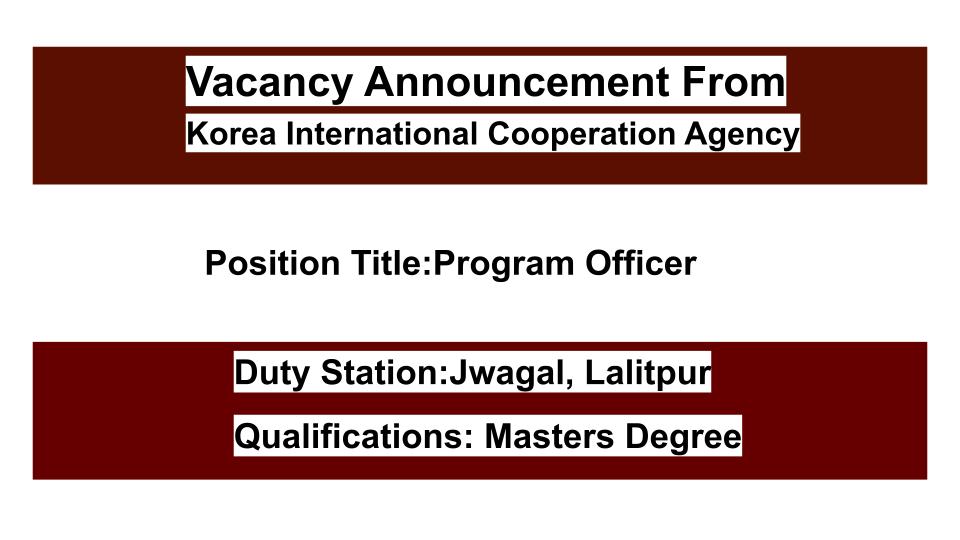 Vacancy Announcement From
Korea International Cooperation Agency
Position Title:Program Officer
Duty Station:Jwagal, Lalitpur
Qualifications: Masters Degree